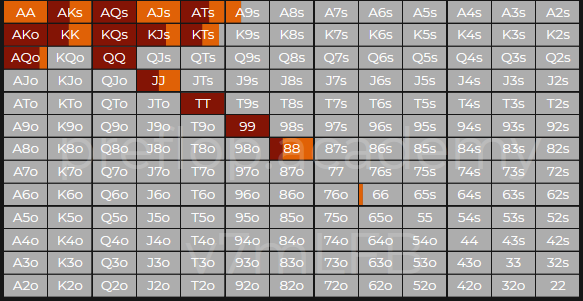 AA AKs AQs AJs ATs A9s A8s A7s A6s A5s A4s A3s A2s
AKo KK KQs KJs KTs K9s K8s K7s K6s K5s K4s K3s K2s
AQo KQo QQ QJs QTs Q9s Q8s Q7s Q6s Q5s Q4s Q3s Q2s
AJo KJo QJo JJ JTs J9s J8s J7s J6s J5s J4s J3s J2s
ATo KTo QTo JTo TT T9s T8s T7s T6s T5s T4s T3s T2s
A9o K9o Q9o J9o T9o 99 98s 97s 96s 95s 94s 93s 92s
A8o K8o Q8o J8o T8o 98o 88 87s 86s 85s 84s 83s 82s
preflop.academy
A7o K7o Q7o J7o T7o 97o 87o 77 76s 75s 74s 73s 72s
A6o K6o Q6o J6o T6o 96o 86o 76o 66 65s 64s 63s 62s
A5o K5o Q5o J5o T5o 95o 85o 75o 65o 55 54s 53s 52s
A4o K4o Q4o J4o T4o 94o 84o 74o 64o 54o 44 43s 42s
A3o K3o Q3o J3o T3o 93o 83o 73o 63o 53o 43o 33 32s
A2o K2o Q2o J2o T2o 92o 82o 72o 62o 52o 42o 32o 22